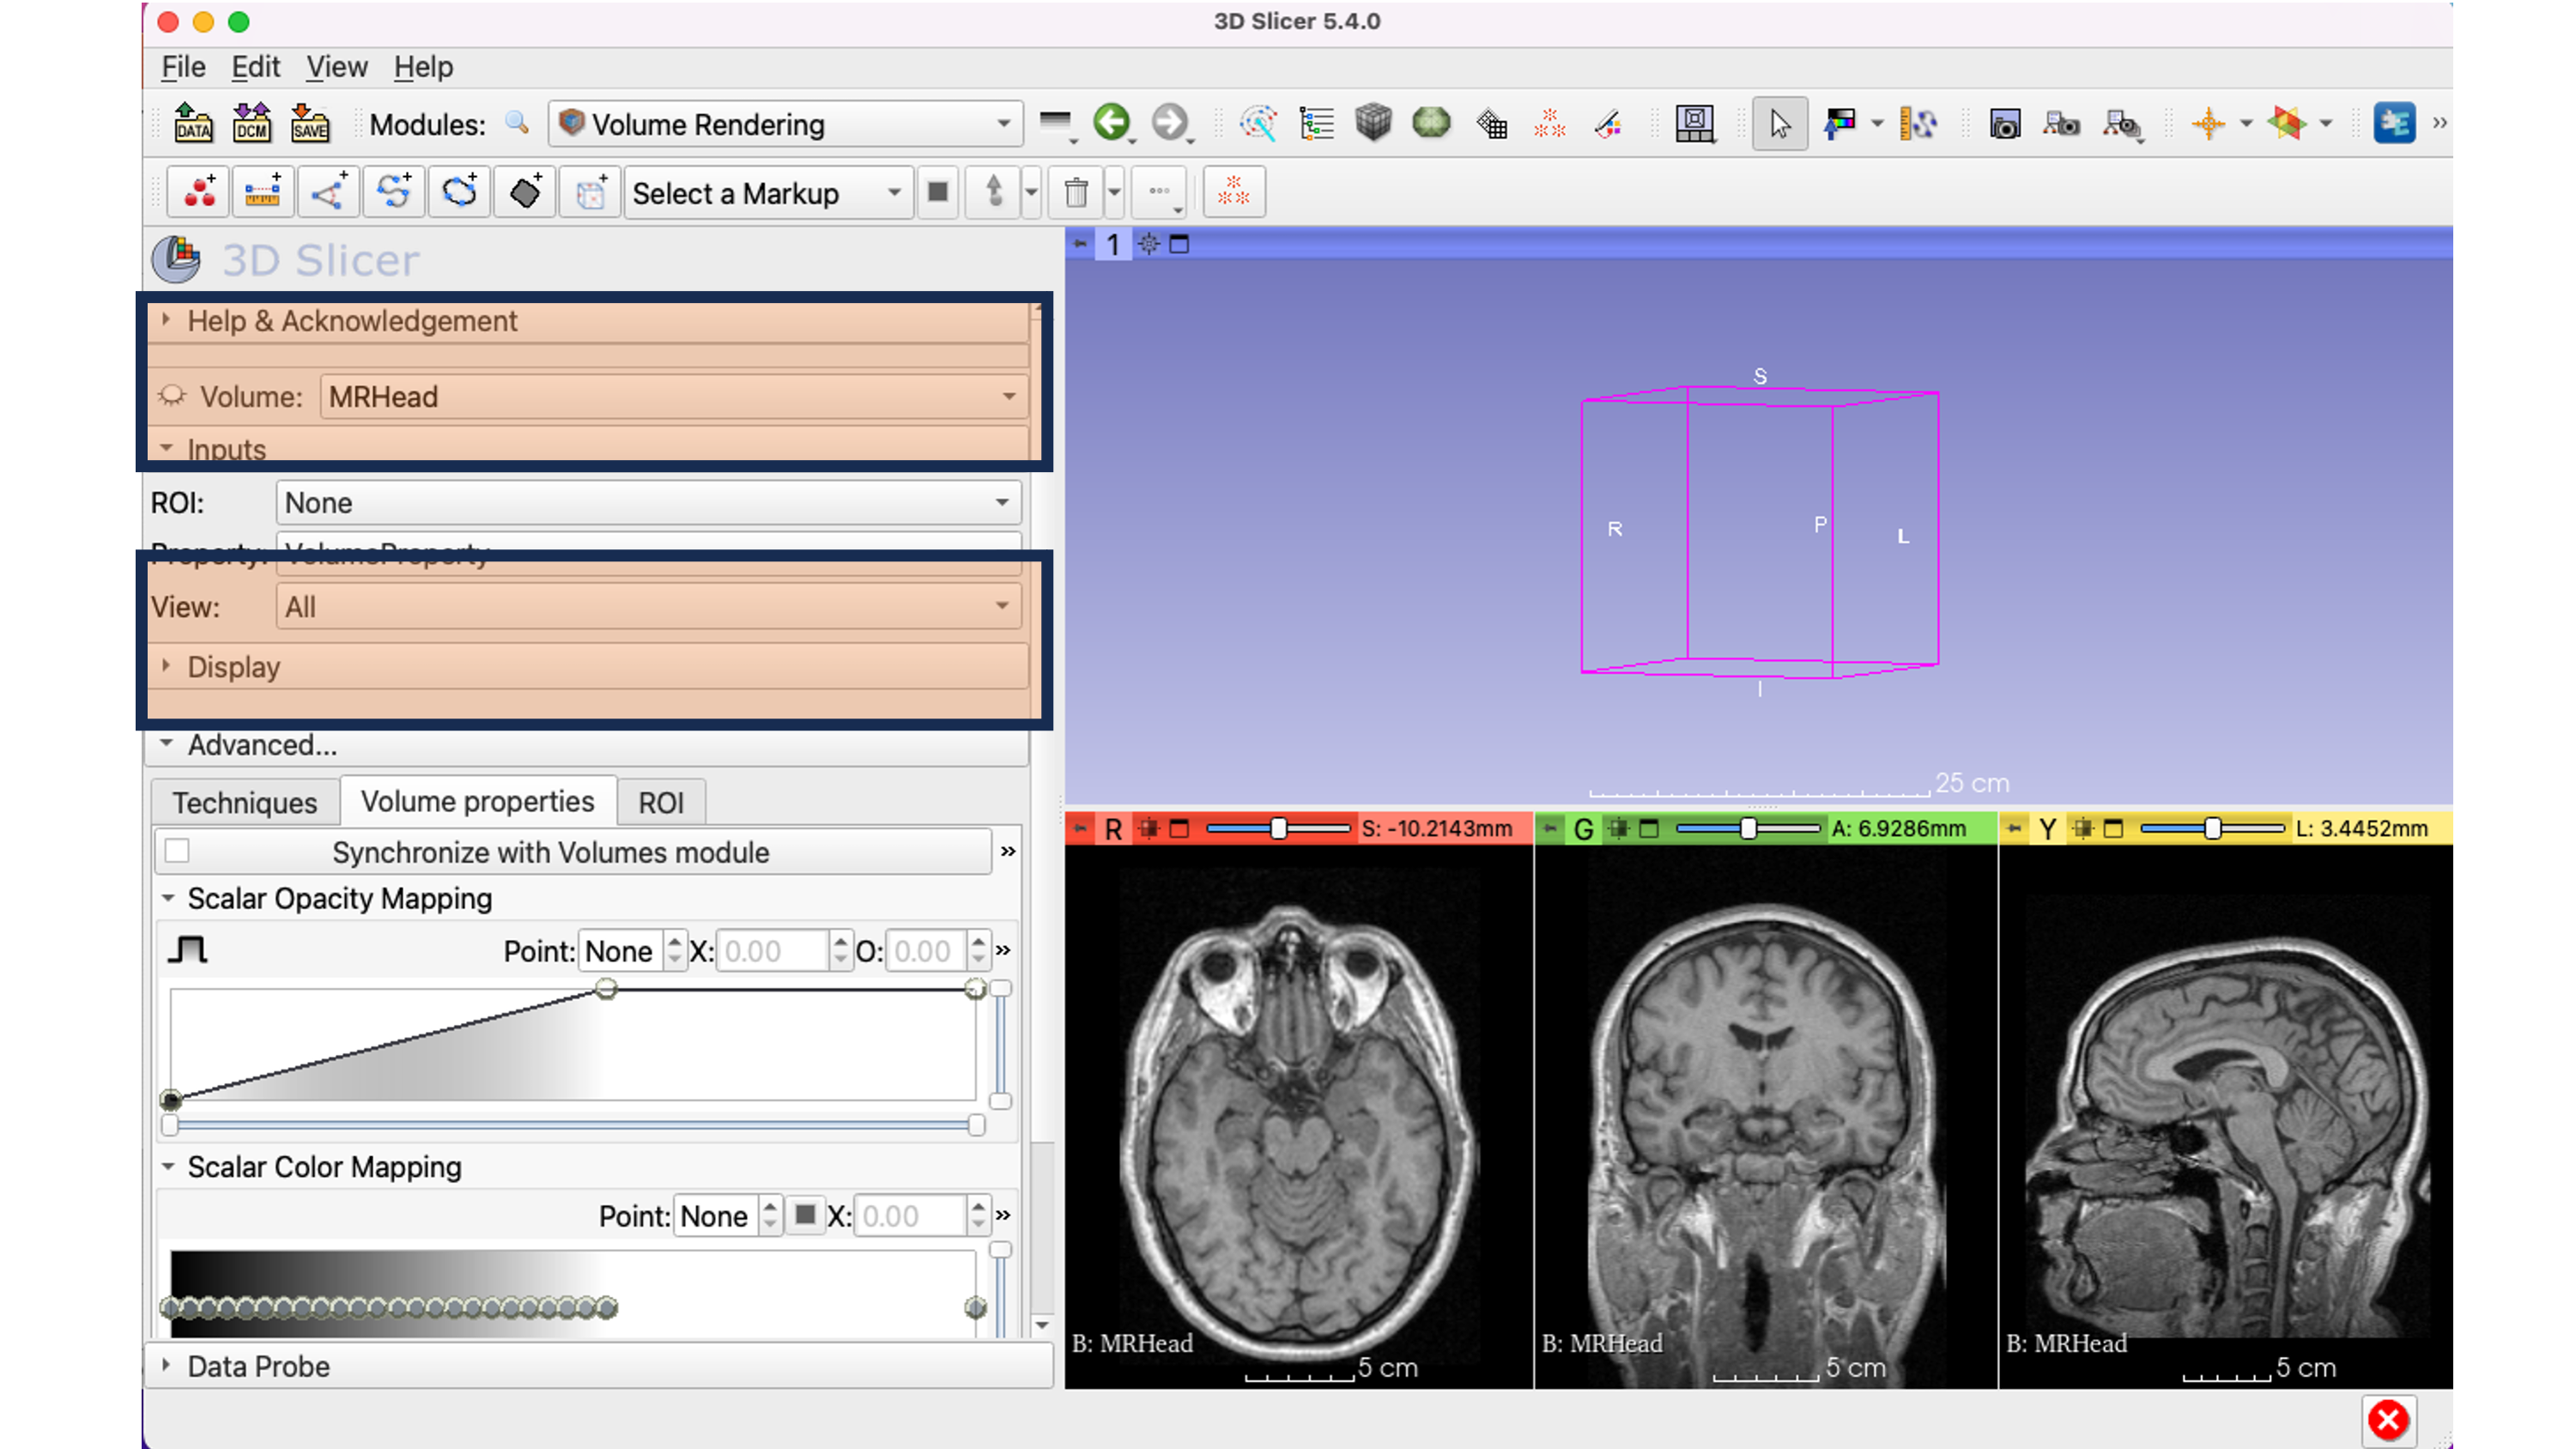 3D Slicer 5.4.0
File Edit View Help
DATA DCM SAVE Modules: Volume Rendering
Select a Markup
3D Slicer
1
Help & Acknowledgement
Volume: MRHead
Inputs
ROI: None
Property: VolumeProperty
View: All
Display
Advanced...
Techniques Volume properties ROI
Synchronize with Volumes module »
Scalar Opacity Mapping
Point: None X: 0.00 O: 0.00 »
Scalar Color Mapping
Point: None X: 0.00 »
Data Probe
S
R P L
I
25 cm
R S: -10.2143mm
B: MRHead
5 cm
G A: 6.9286mm
B: MRHead
5 cm
Y L: 3.4452mm
B: MRHead
5 cm